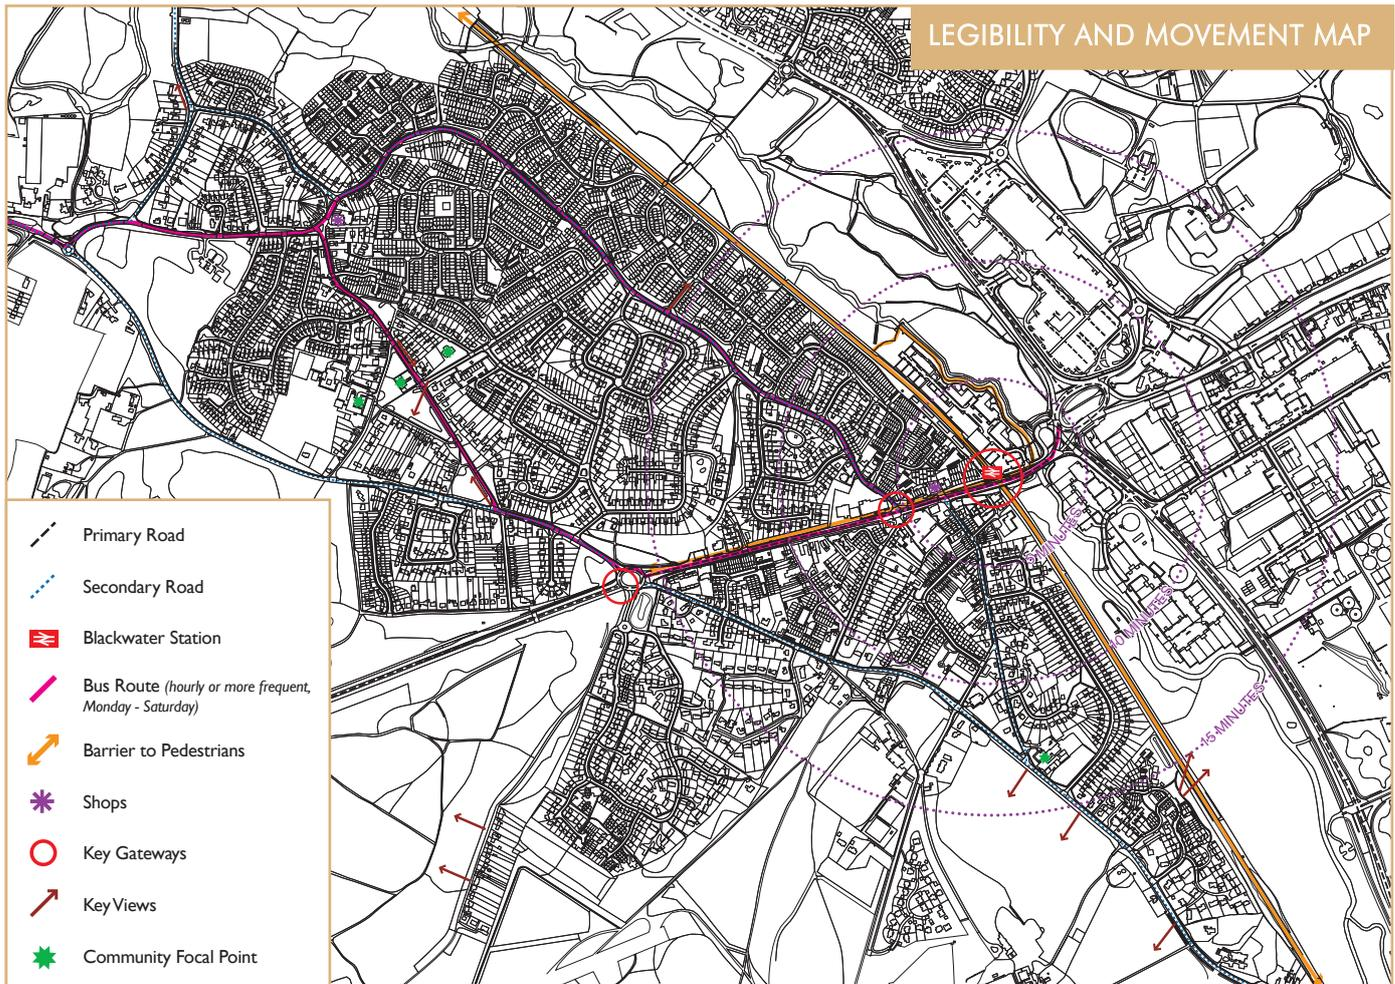 LEGIBILITY AND MOVEMENT MAP
5 MINUTES
10 MINUTES
15 MINUTES
Primary Road
Secondary Road
Blackwater Station
Bus Route (hourly or more frequent,
Monday - Saturday)
Barrier to Pedestrians
Shops
Key Gateways
Key Views
Community Focal Point